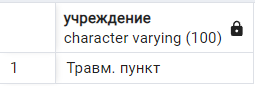 учреждение
character varying (100)
1 Травм. пункт